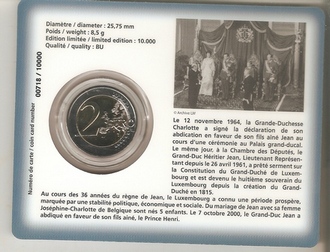 Diamètre / diameter : 25,75 mm
Poids / weight : 8,5 g
Edition limitée / limited edition : 10.000
Qualité / quality : BU
Numéro de carte / coin card number 00718 / 10000
2
© Archive LW
Le 12 novembre 1964, la Grande-Duchesse
Charlotte a signé la déclaration de son
abdication en faveur de son fils aîné Jean au
cours d'une cérémonie au Palais grand-ducal.
Le même jour, à la Chambre des Députés, le
Grand-Duc Héritier Jean, Lieutenant Représen-
tant depuis le 26 avril 1961, a prêté serment sur
la Constitution du Grand-Duché de Luxem-
bourg et est devenu le huitième souverain du
Luxembourg depuis la création du
Grand-Duché en 1815.
Au cours des 36 années du règne de Jean, le Luxembourg a connu une période prospère,
marquée par une stabilité politique, économique et sociale. Du mariage de Jean avec sa femme
Joséphine-Charlotte de Belgique sont nés 5 enfants. Le 7 octobre 2000, le Grand-Duc Jean a
abdiqué en faveur de son fils aîné, le Prince Henri.